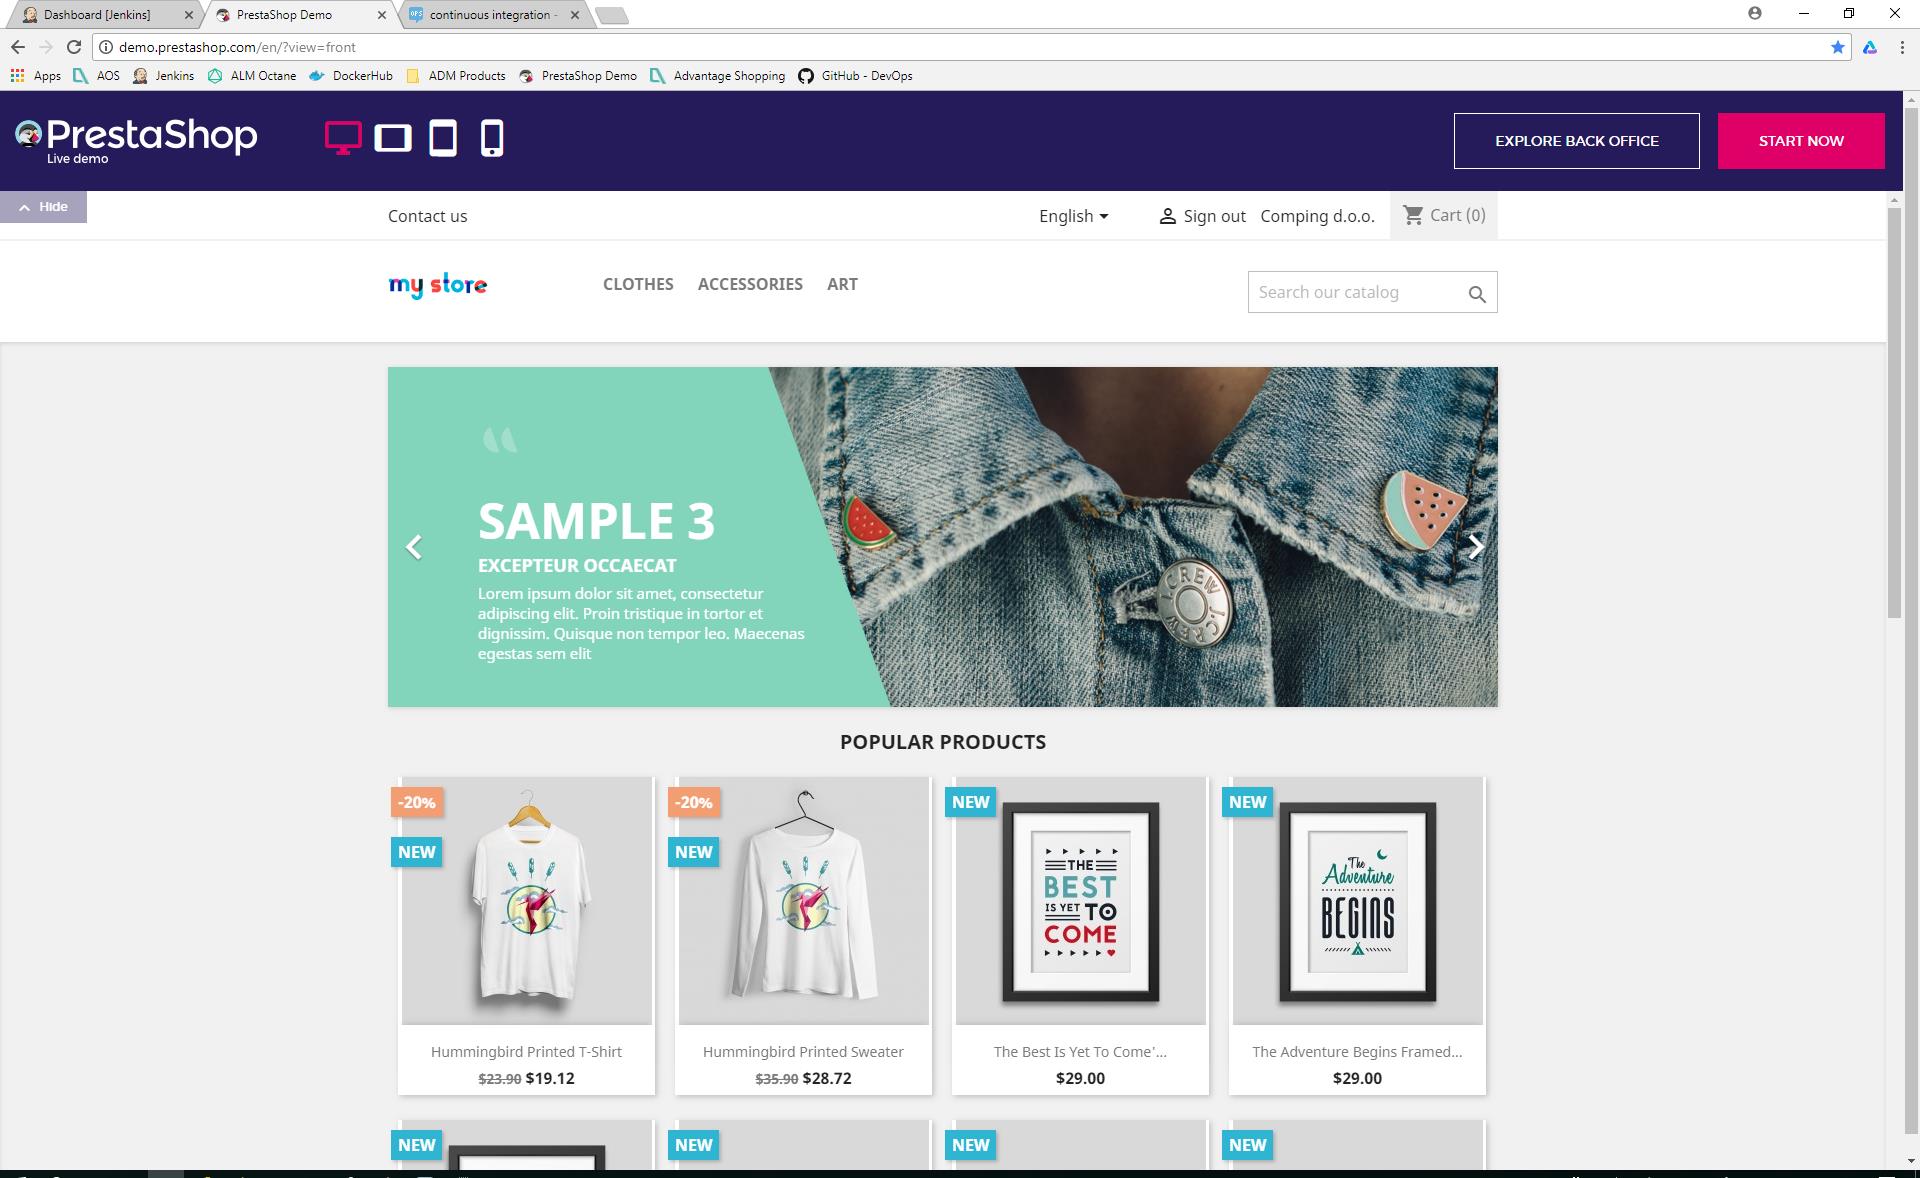 Dashboard [Jenkins]
PrestaShop Demo
continuous integration -
demo.prestashop.com/en/?view=front
Apps
AOS
Jenkins
ALM Octane
DockerHub
ADM Products
PrestaShop Demo
Advantage Shopping
GitHub - DevOps
PrestaShop
Live demo
EXPLORE BACK OFFICE
START NOW
Hide
Contact us
English
Sign out
Comping d.o.o.
Cart (0)
my store
CLOTHES
ACCESSORIES
ART
Search our catalog
SAMPLE 3
EXCEPTEUR OCCAECAT
Lorem ipsum dolor sit amet, consectetur
adipiscing elit. Proin tristique in tortor et
dignissim. Quisque non tempor leo. Maecenas
egestas sem elit
J.CREW J.CREW
POPULAR PRODUCTS
-20%
NEW
-20%
NEW
NEW
THE
BEST
IS YET TO
COME
NEW
The
Adventure
BEGINS
Hummingbird Printed T-Shirt
$23.90 $19.12
Hummingbird Printed Sweater
$35.90 $28.72
The Best Is Yet To Come'...
$29.00
The Adventure Begins Framed...
$29.00
NEW
NEW
NEW
NEW